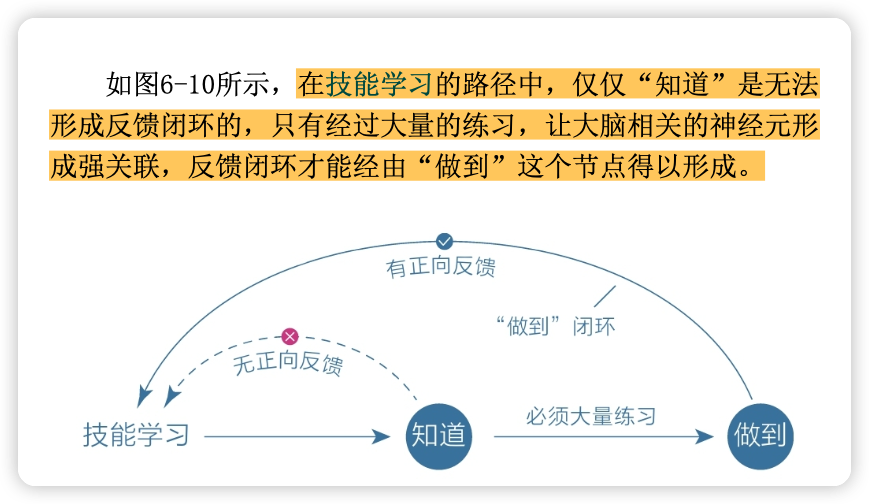 如图6-10所示，在技能学习的路径中，仅仅“知道”是无法
形成反馈闭环的，只有经过大量的练习，让大脑相关的神经元形
成强关联，反馈闭环才能经由“做到”这个节点得以形成。
有正向反馈
“做到”闭环
无正向反馈
技能学习
知道
必须大量练习
做到